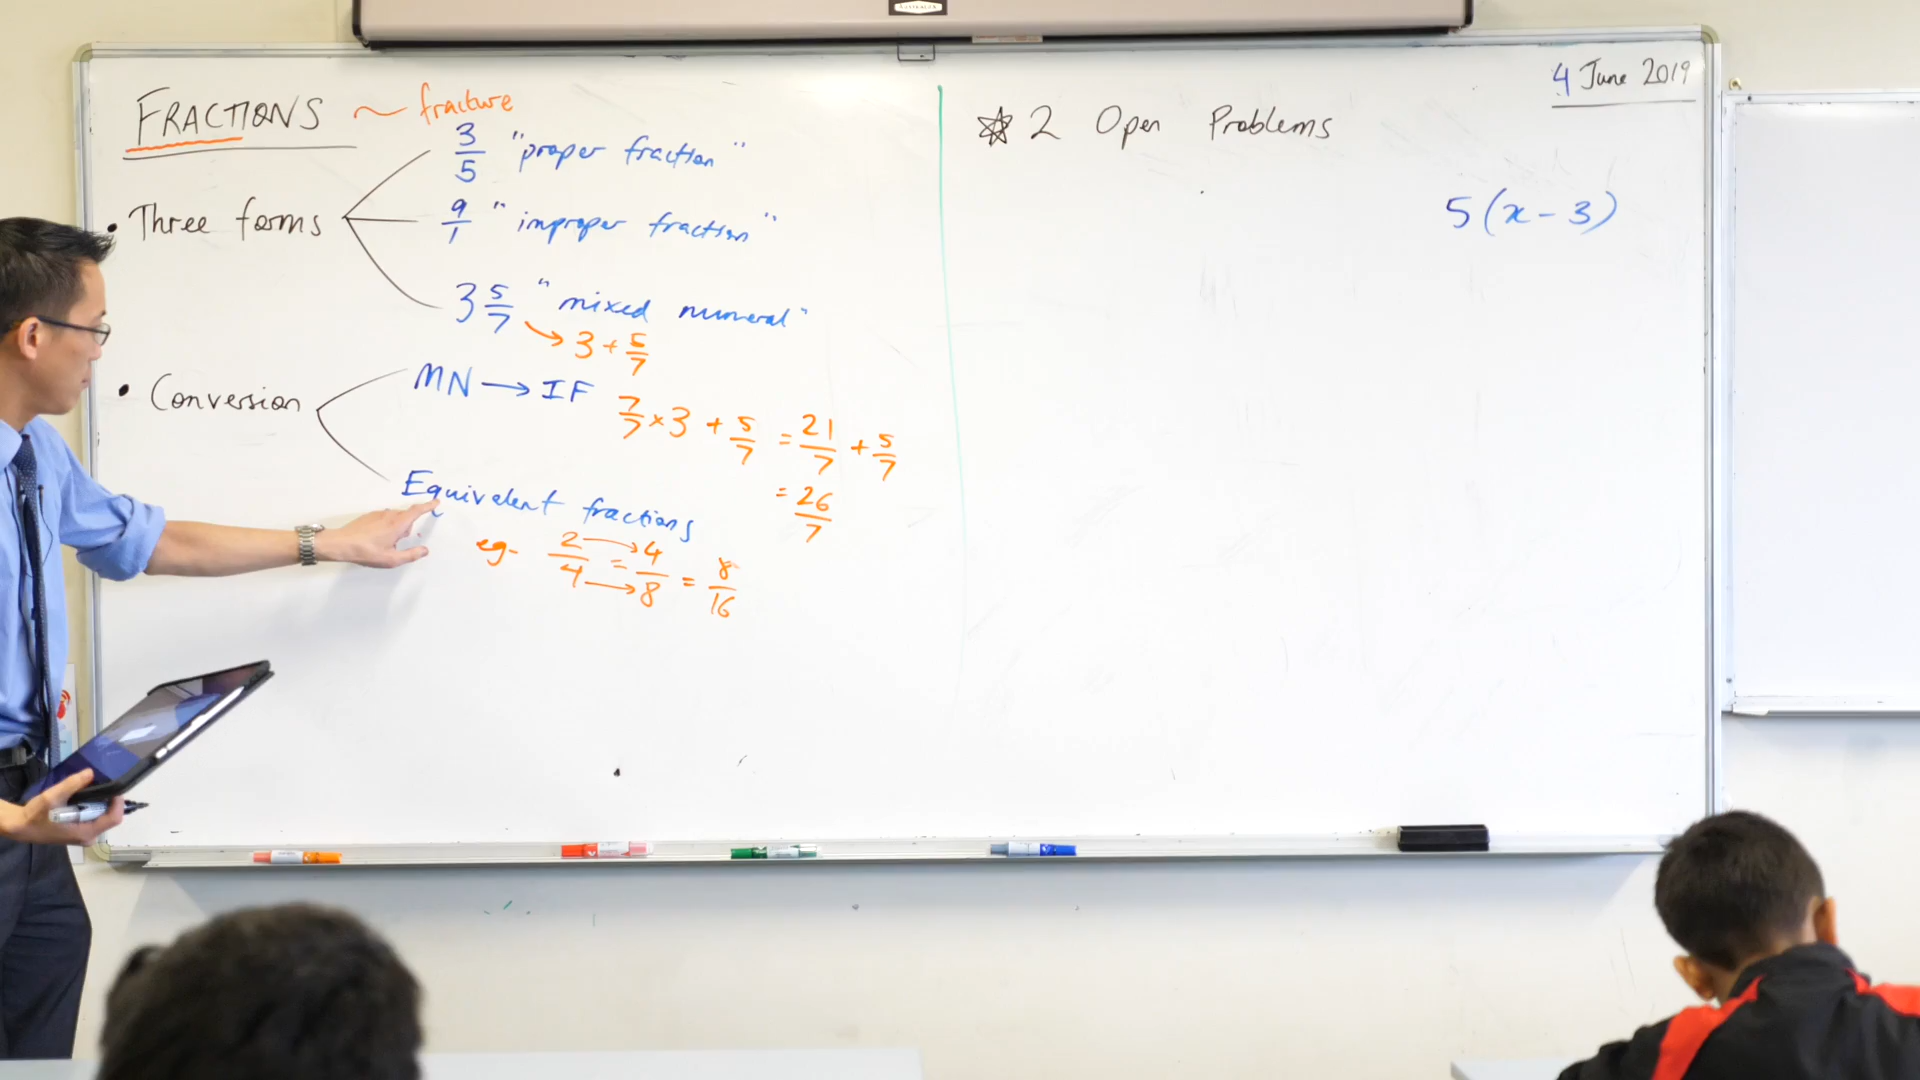 FRACTIONS ~ fracture
3/5 "proper fraction"
• Three forms
9/1 "improper fraction"
3 5/7 "mixed numeral"
→ 3 + 5/7
• Conversion
MN → IF
7/7 × 3 + 5/7 = 21/7 + 5/7
= 26/7
Equivalent fractions
eg. 2/4 = 4/8 = 8/16
4 June 2019
☆ 2 Open Problems
5(x - 3)